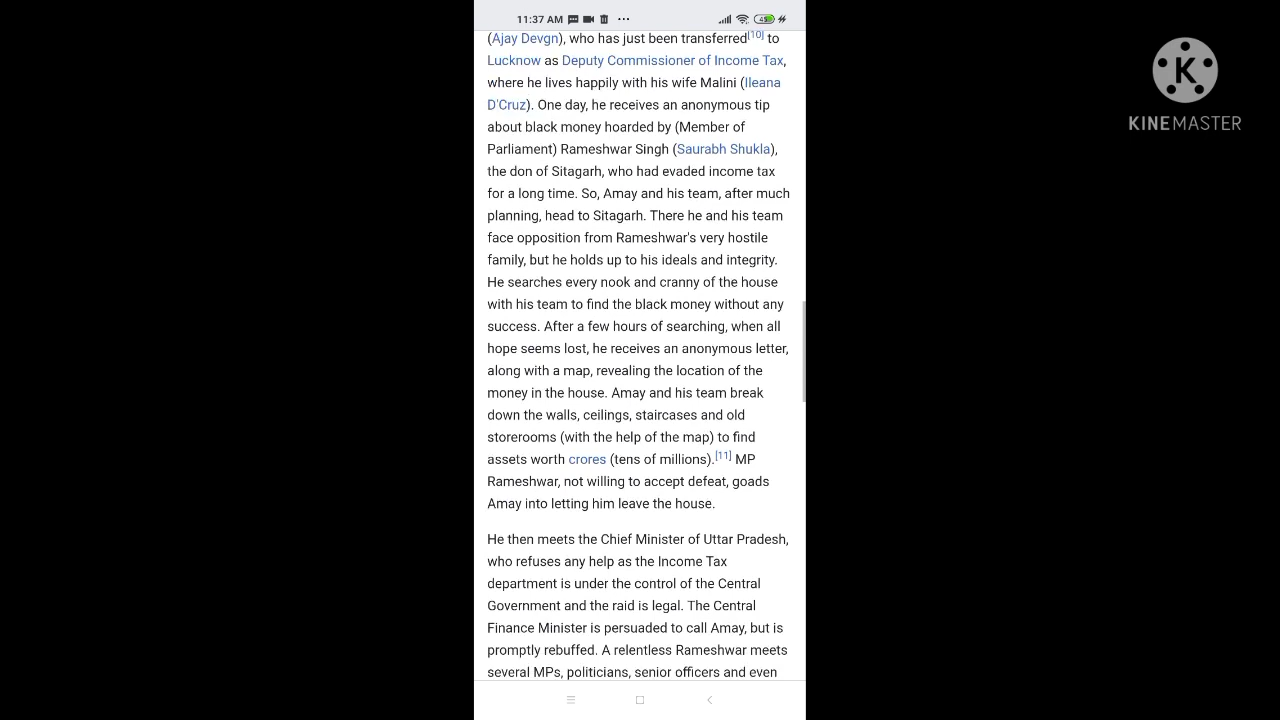 11:37 AM
45
(Ajay Devgn), who has just been transferred[10] to
Lucknow as Deputy Commissioner of Income Tax,
where he lives happily with his wife Malini (Ileana
D'Cruz). One day, he receives an anonymous tip
about black money hoarded by (Member of
Parliament) Rameshwar Singh (Saurabh Shukla),
the don of Sitagarh, who had evaded income tax
for a long time. So, Amay and his team, after much
planning, head to Sitagarh. There he and his team
face opposition from Rameshwar's very hostile
family, but he holds up to his ideals and integrity.
He searches every nook and cranny of the house
with his team to find the black money without any
success. After a few hours of searching, when all
hope seems lost, he receives an anonymous letter,
along with a map, revealing the location of the
money in the house. Amay and his team break
down the walls, ceilings, staircases and old
storerooms (with the help of the map) to find
assets worth crores (tens of millions).[11] MP
Rameshwar, not willing to accept defeat, goads
Amay into letting him leave the house.
He then meets the Chief Minister of Uttar Pradesh,
who refuses any help as the Income Tax
department is under the control of the Central
Government and the raid is legal. The Central
Finance Minister is persuaded to call Amay, but is
promptly rebuffed. A relentless Rameshwar meets
several MPs, politicians, senior officers and even
K
KINEMASTER